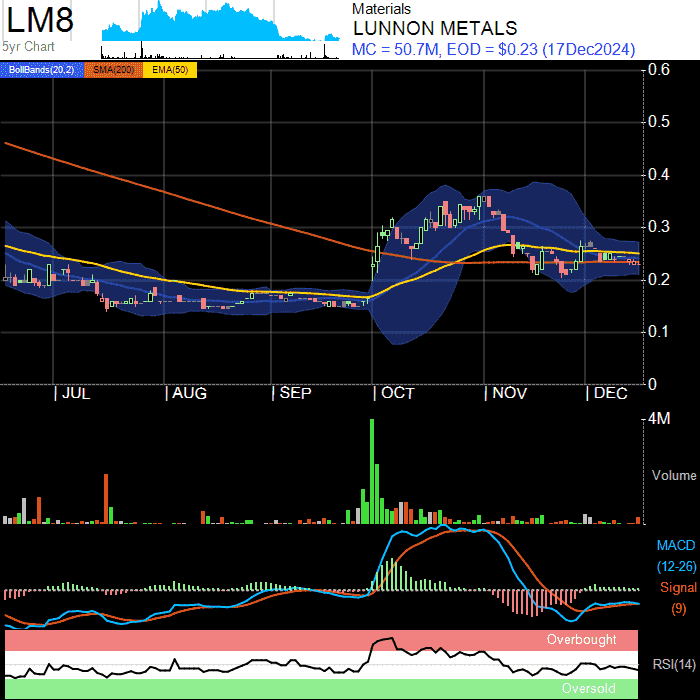 LM8
5yr Chart
Materials
LUNNON METALS
MC = 50.7M, EOD = $0.23 (17Dec2024)
BollBands(20,2) SMA(200) EMA(50)
0.6
0.5
0.4
0.3
0.2
0.1
0
| JUL | AUG | SEP | OCT | NOV | DEC
4M
Volume
MACD
(12-26)
Signal
(9)
Overbought
RSI(14)
Oversold